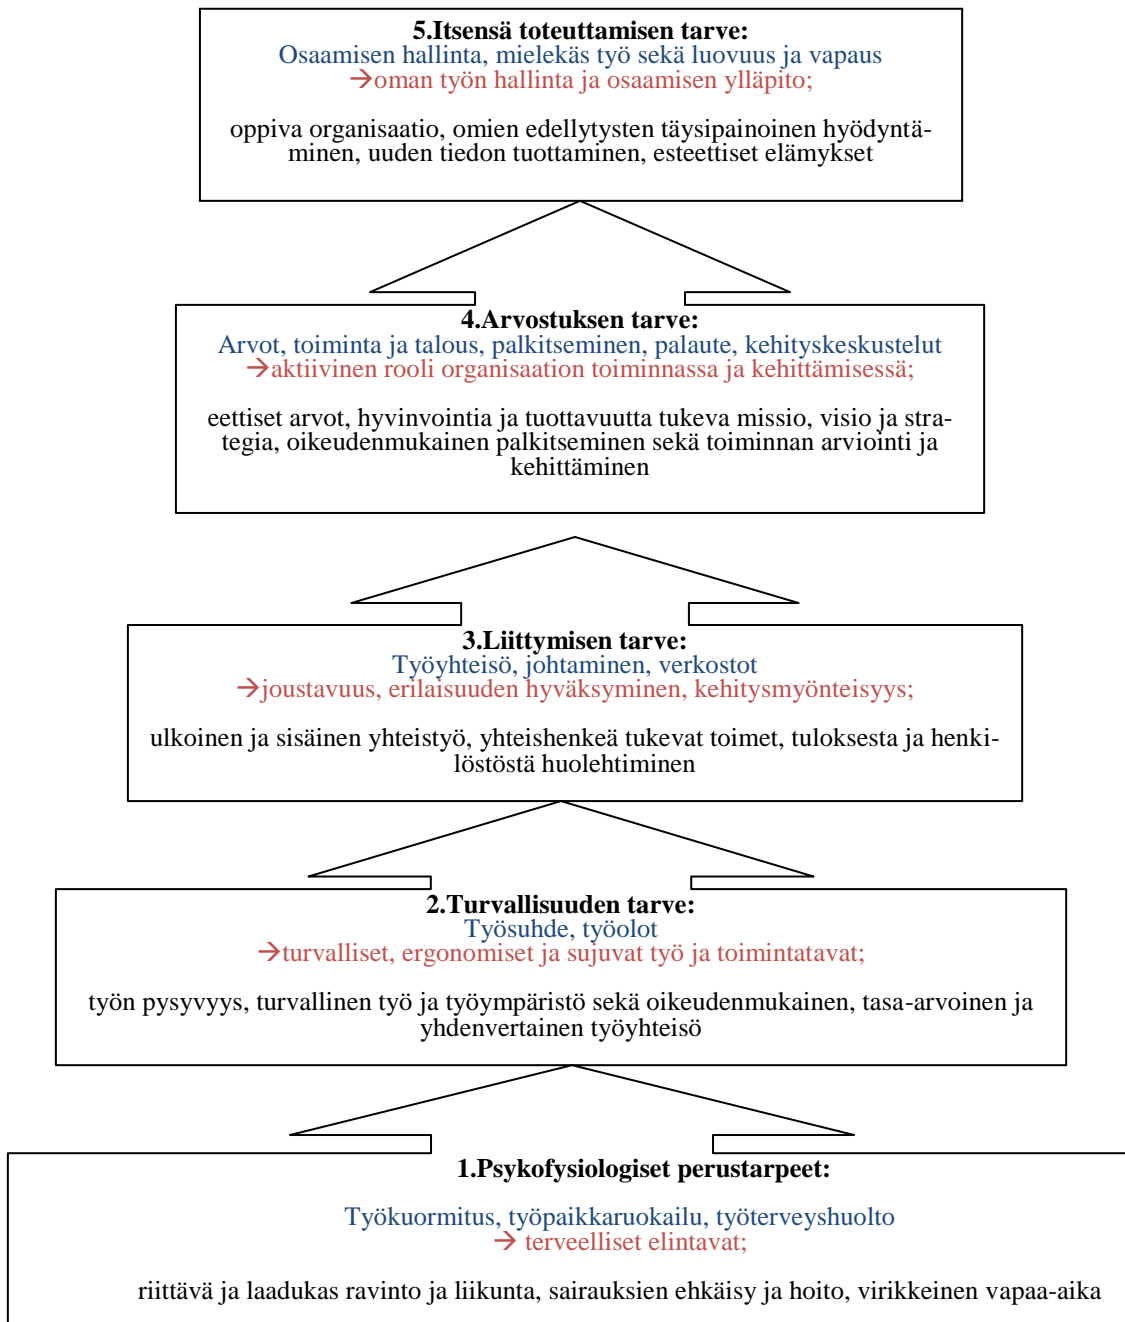 5.Itsensä toteuttamisen tarve:
Osaamisen hallinta, mielekäs työ sekä luovuus ja vapaus
→oman työn hallinta ja osaamisen ylläpito;
oppiva organisaatio, omien edellytysten täysipainoinen hyödyntä-
minen, uuden tiedon tuottaminen, esteettiset elämykset
4.Arvostuksen tarve:
Arvot, toiminta ja talous, palkitseminen, palaute, kehityskeskustelut
→aktiivinen rooli organisaation toiminnassa ja kehittämisessä;
eettiset arvot, hyvinvointia ja tuottavuutta tukeva missio, visio ja stra-
tegia, oikeudenmukainen palkitseminen sekä toiminnan arviointi ja
kehittäminen
3.Liittymisen tarve:
Työyhteisö, johtaminen, verkostot
→joustavuus, erilaisuuden hyväksyminen, kehitysmyönteisyys;
ulkoinen ja sisäinen yhteistyö, yhteishenkeä tukevat toimet, tuloksesta ja henki-
löstöstä huolehtiminen
2.Turvallisuuden tarve:
Työsuhde, työolot
→turvalliset, ergonomiset ja sujuvat työ ja toimintatavat;
työn pysyvyys, turvallinen työ ja työympäristö sekä oikeudenmukainen, tasa-arvoinen ja
yhdenvertainen työyhteisö
1.Psykofysiologiset perustarpeet:
Työkuormitus, työpaikkaruokailu, työterveyshuolto
→ terveelliset elintavat;
riittävä ja laadukas ravinto ja liikunta, sairauksien ehkäisy ja hoito, virikkeinen vapaa-aika